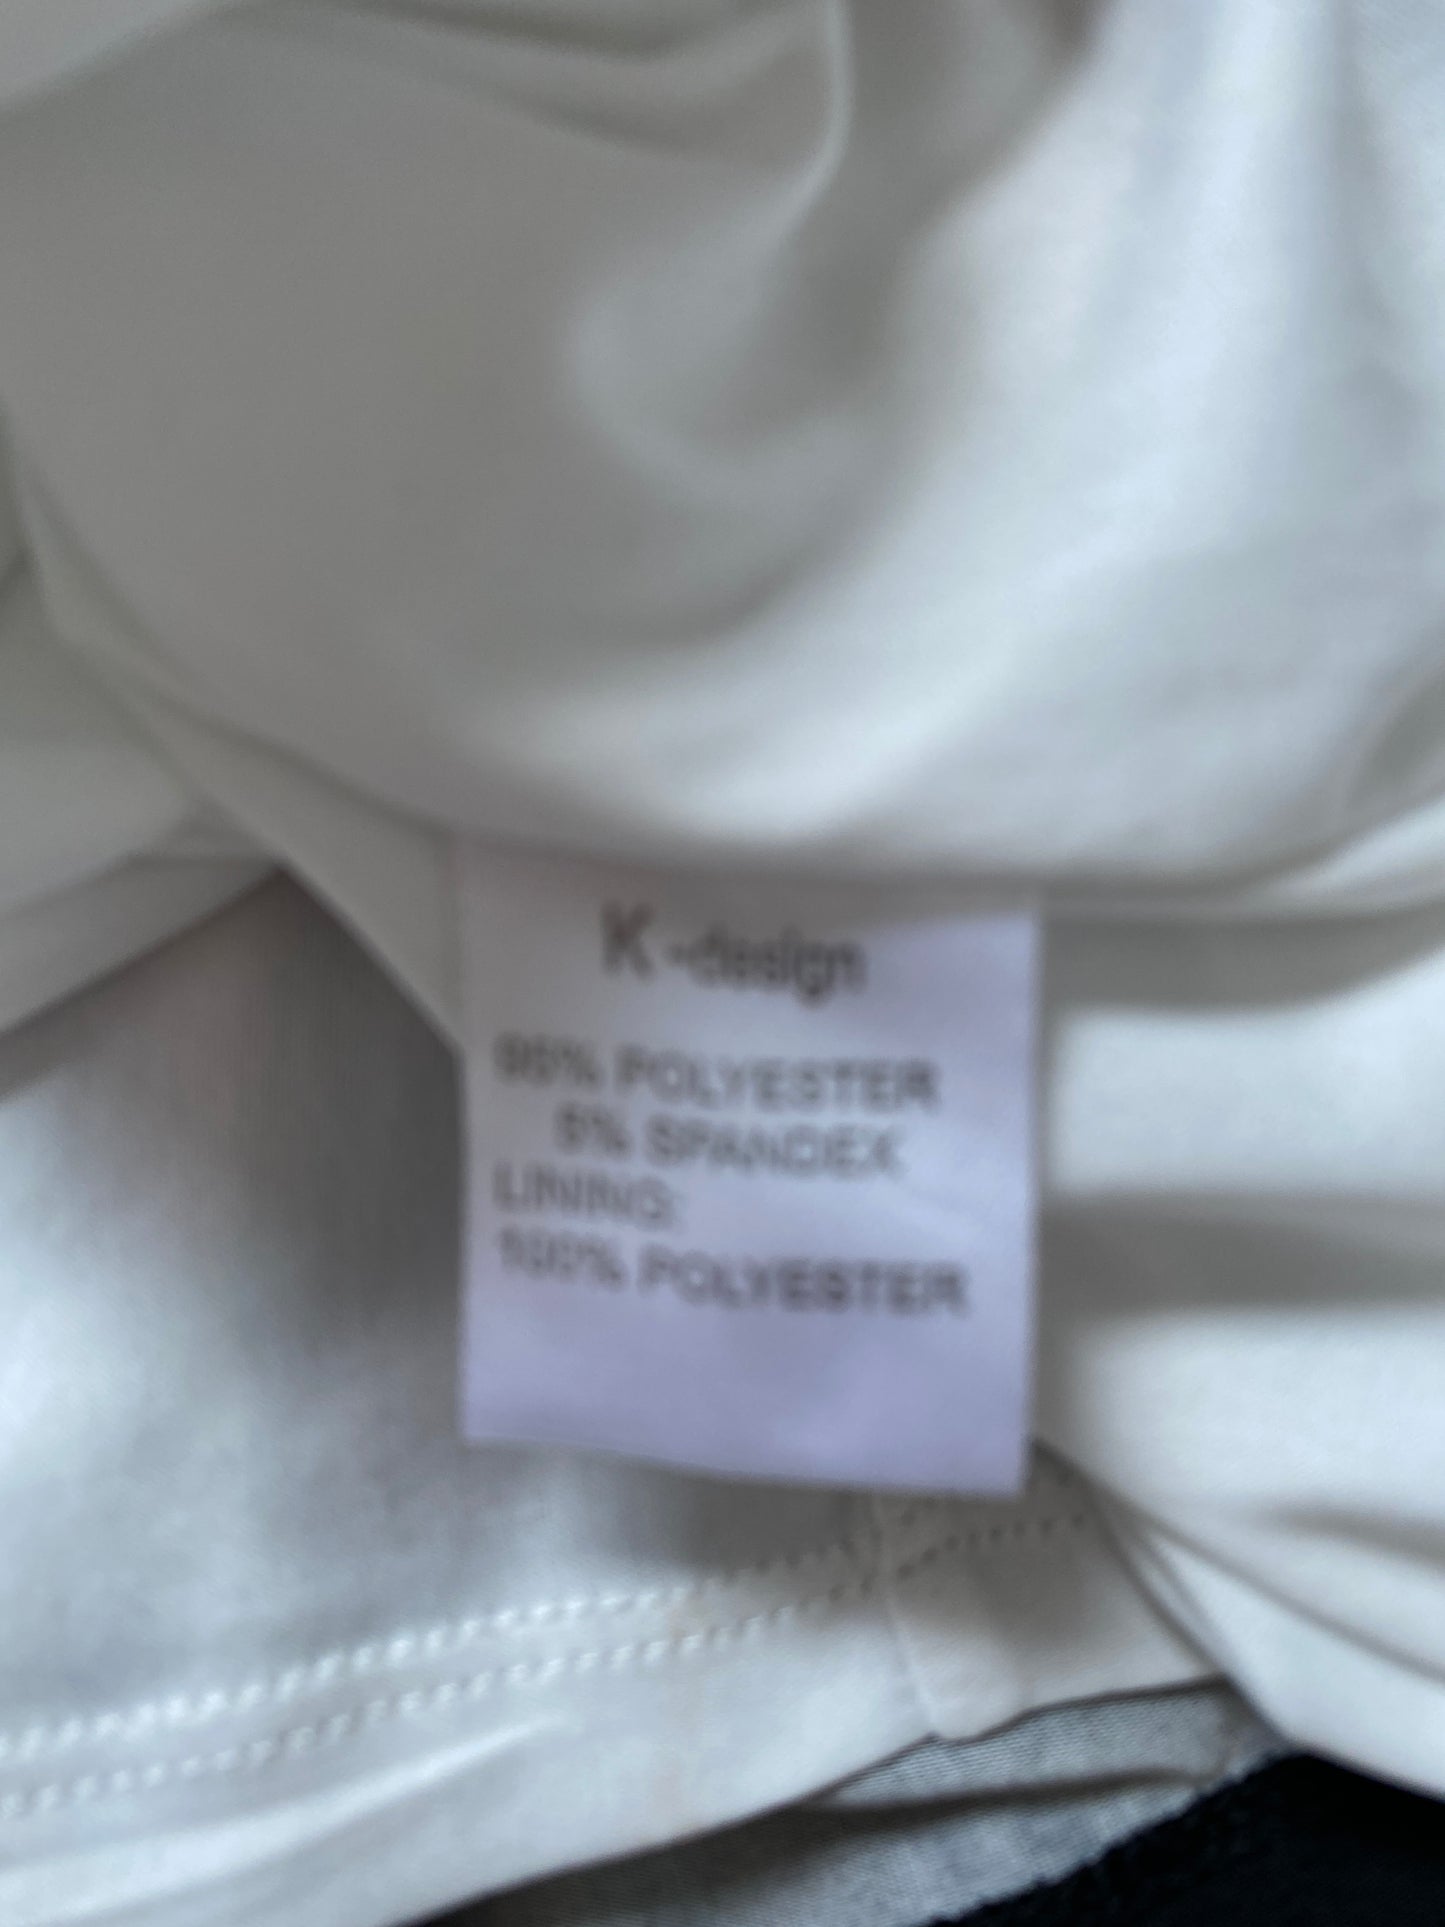 K-design
95% POLYESTER
5% SPANDEX
LINING:
100% POLYESTER